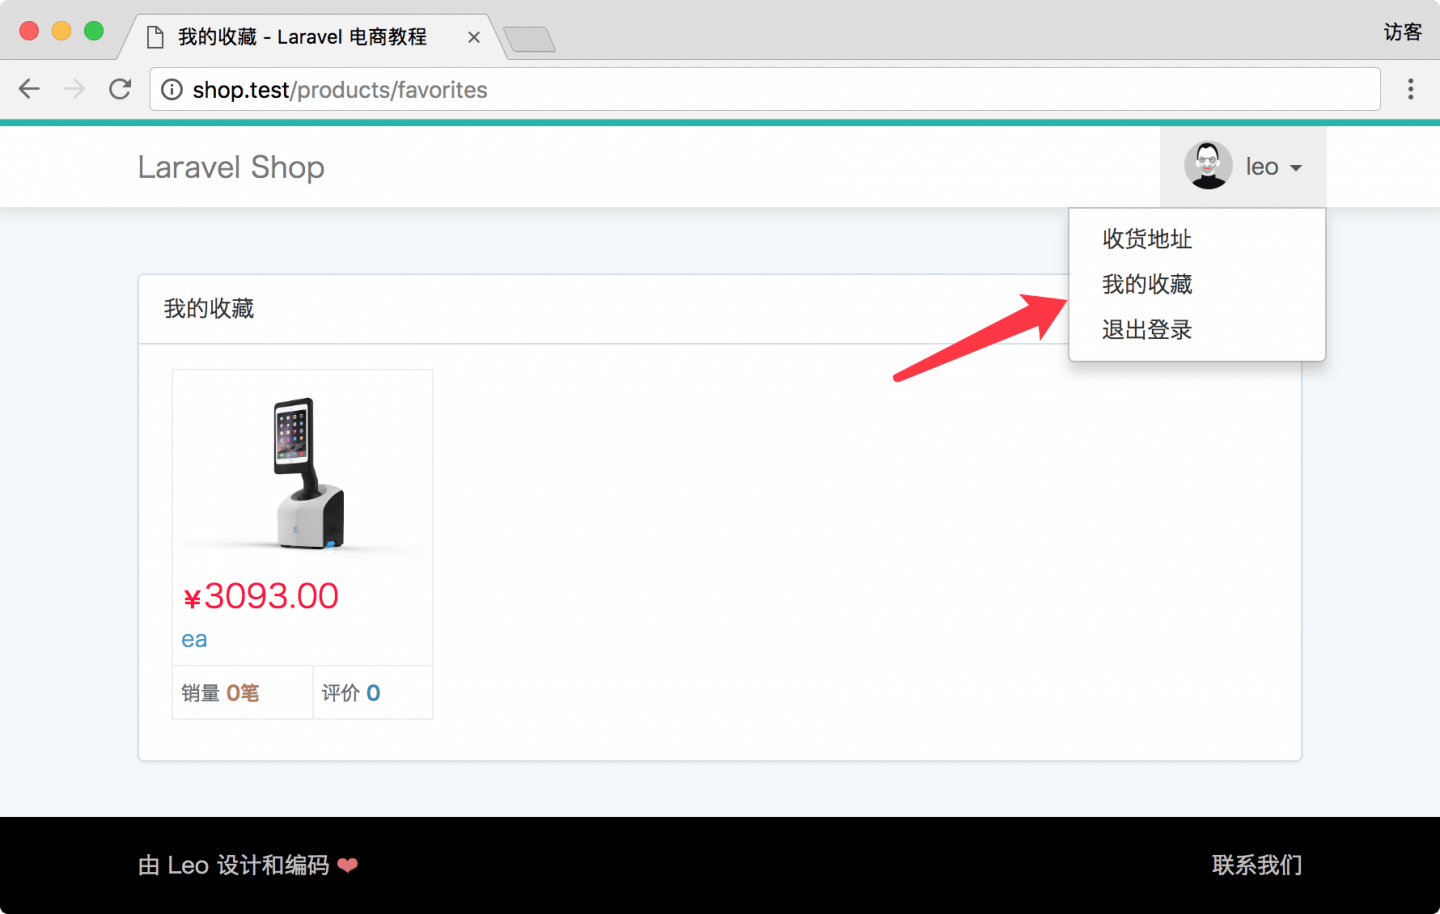 我的收藏 - Laravel 电商教程
访客
shop.test/products/favorites
Laravel Shop
leo
收货地址
我的收藏
退出登录
我的收藏
¥3093.00
ea
销量 0笔
评价 0
由 Leo 设计和编码 ❤
联系我们